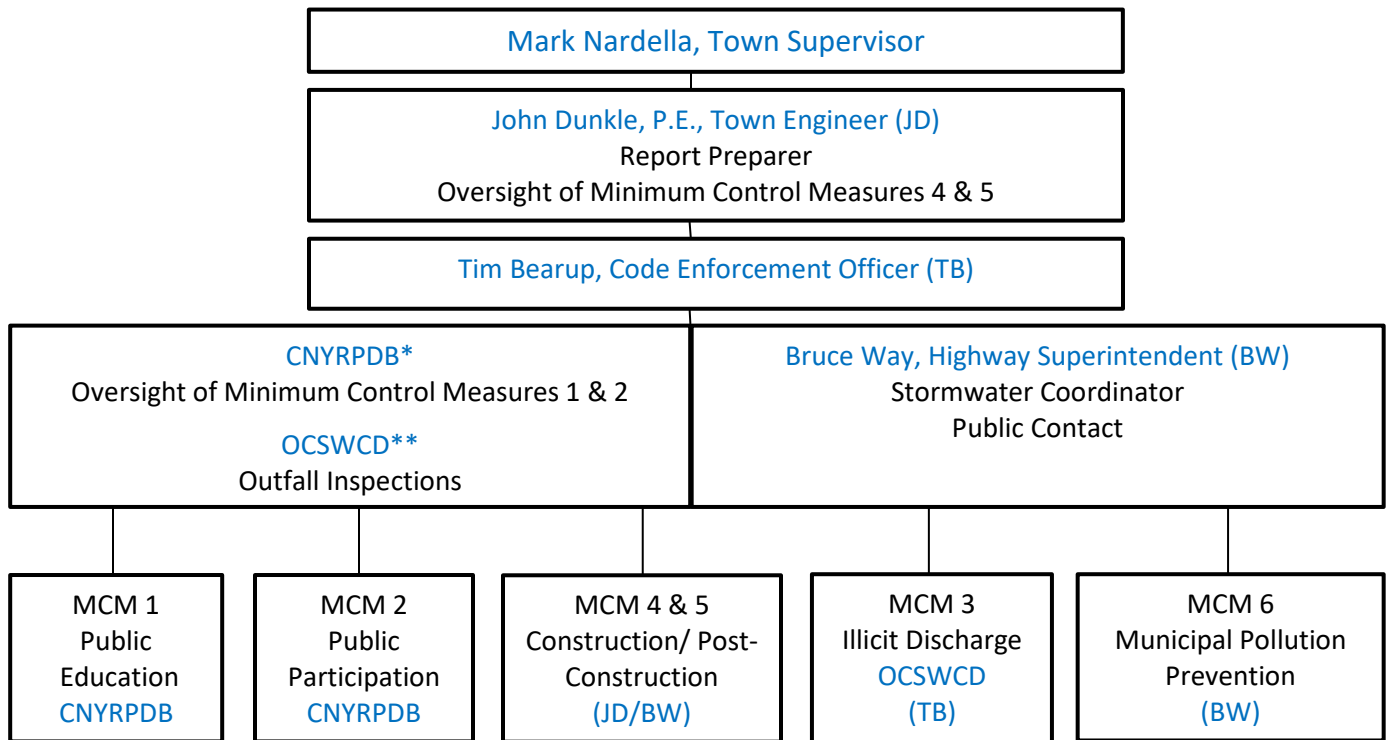 Mark Nardella, Town Supervisor
John Dunkle, P.E., Town Engineer (JD)
Report Preparer
Oversight of Minimum Control Measures 4 & 5
Tim Bearup, Code Enforcement Officer (TB)
CNYRPDB*
Oversight of Minimum Control Measures 1 & 2
OCSWCD**
Outfall Inspections
Bruce Way, Highway Superintendent (BW)
Stormwater Coordinator
Public Contact
MCM 1
Public
Education
CNYRPDB
MCM 2
Public
Participation
CNYRPDB
MCM 4 & 5
Construction/ Post-
Construction
(JD/BW)
MCM 3
Illicit Discharge
OCSWCD
(TB)
MCM 6
Municipal Pollution
Prevention
(BW)